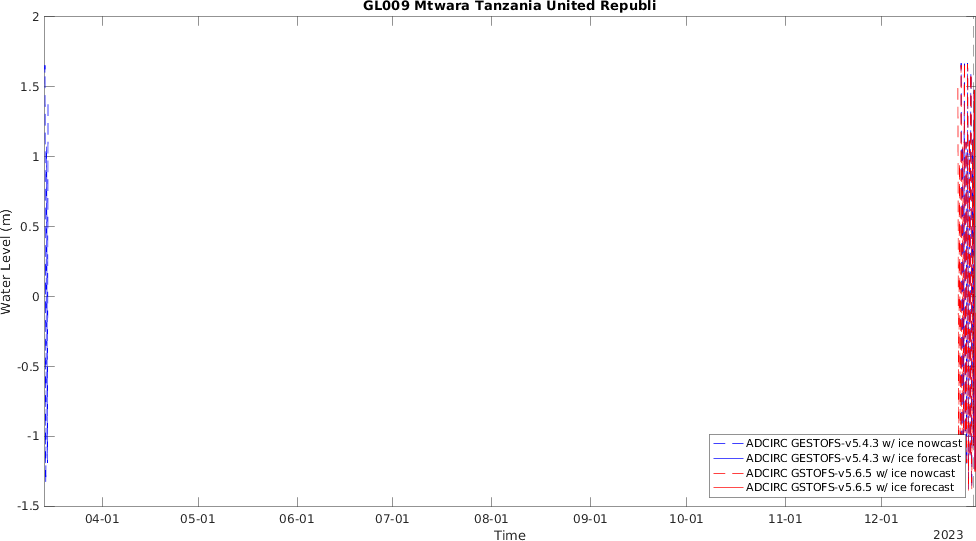 GL009 Mtwara Tanzania United Republi
2
1.5
1
0.5
0
-0.5
-1
-1.5
Water Level (m)
ADCIRC GESTOFS-v5.4.3 w/ ice nowcast
ADCIRC GESTOFS-v5.4.3 w/ ice forecast
ADCIRC GSTOFS-v5.6.5 w/ ice nowcast
ADCIRC GSTOFS-v5.6.5 w/ ice forecast
04-01 05-01 06-01 07-01 08-01 09-01 10-01 11-01 12-01
Time
2023